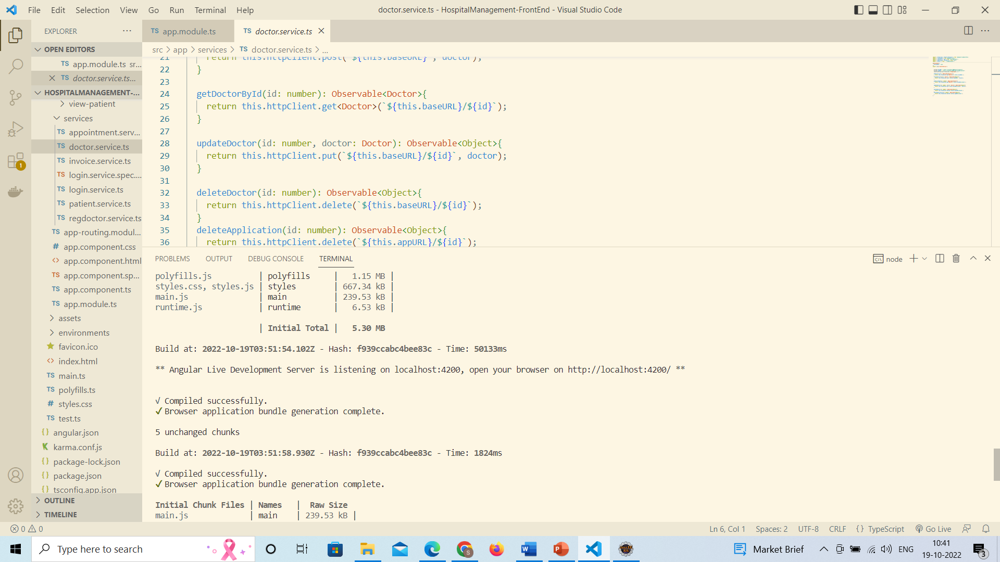 File Edit Selection View Go Run Terminal Help
doctor.service.ts - HospitalManagement-FrontEnd - Visual Studio Code
EXPLORER
OPEN EDITORS
TS app.module.ts sr...
TS doctor.service.ts...
HOSPITALMANAGEMENT-...
view-patient
services
TS appointment.serv...
TS doctor.service.ts
TS invoice.service.ts
TS login.service.spec....
TS login.service.ts
TS patient.service.ts
TS regdoctor.service.ts
TS app-routing.modul...
# app.component.css
<> app.component.html
TS app.component.sp...
TS app.component.ts
TS app.module.ts
assets
environments
favicon.ico
<> index.html
TS main.ts
TS polyfills.ts
# styles.css
TS test.ts
{} angular.json
K karma.conf.js
{} package-lock.json
{} package.json
{} tsconfig.app.json
OUTLINE
TIMELINE
1
TS app.module.ts
TS doctor.service.ts
src > app > services > TS doctor.service.ts > ...
21 return this.httpClient.post(`${this.baseURL}`, doctor);
22 }
23
24 getDoctorById(id: number): Observable<Doctor>{
25 return this.httpClient.get<Doctor>(`${this.baseURL}/${id}`);
26 }
27
28 updateDoctor(id: number, doctor: Doctor): Observable<Object>{
29 return this.httpClient.put(`${this.baseURL}/${id}`, doctor);
30 }
31
32 deleteDoctor(id: number): Observable<Object>{
33 return this.httpClient.delete(`${this.baseURL}/${id}`);
34 }
35 deleteApplication(id: number): Observable<Object>{
36 return this.httpClient.delete(`${this.appURL}/${id}`);
PROBLEMS OUTPUT DEBUG CONSOLE TERMINAL
node
polyfills.js | polyfills | 1.15 MB |
styles.css, styles.js | styles | 667.34 kB |
main.js | main | 239.53 kB |
runtime.js | runtime | 6.53 kB |
| Initial Total | 5.30 MB
Build at: 2022-10-19T03:51:54.102Z - Hash: f939ccabc4bee83c - Time: 50133ms
** Angular Live Development Server is listening on localhost:4200, open your browser on http://localhost:4200/ **
√ Compiled successfully.
✔ Browser application bundle generation complete.
5 unchanged chunks
Build at: 2022-10-19T03:51:58.930Z - Hash: f939ccabc4bee83c - Time: 1824ms
√ Compiled successfully.
✔ Browser application bundle generation complete.
Initial Chunk Files | Names | Raw Size
main.js | main | 239.53 kB |
0 0
Ln 6, Col 1 Spaces: 2 UTF-8 CRLF {} TypeScript Go Live
Type here to search
Market Brief
ENG
10:41
19-10-2022
3